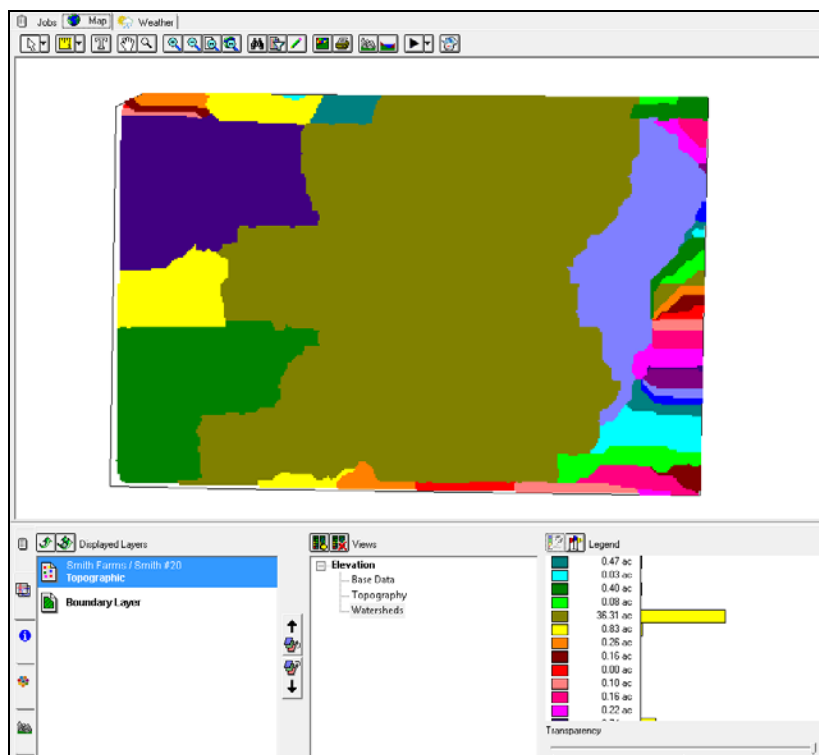 Jobs Map Weather
Displayed Layers
Smith Farms / Smith #20
Topographic
Boundary Layer
Views
Elevation
Base Data
Topography
Watersheds
Legend
0.47 ac
0.03 ac
0.40 ac
0.08 ac
36.31 ac
0.83 ac
0.26 ac
0.16 ac
0.00 ac
0.10 ac
0.16 ac
0.22 ac
Transparency